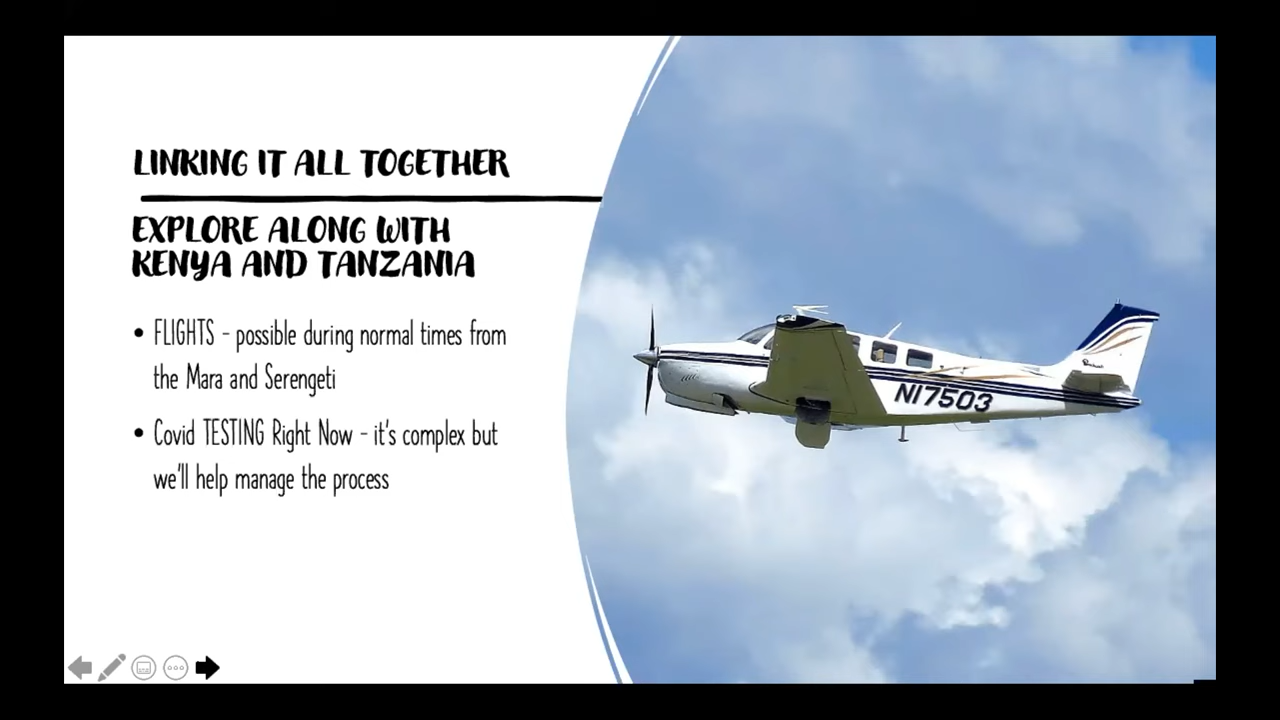 LINKING IT ALL TOGETHER
EXPLORE ALONG WITH
KENYA AND TANZANIA
• FLIGHTS - possible during normal times from
the Mara and Serengeti
• Covid TESTING Right Now - it's complex but
we'll help manage the process
N17503